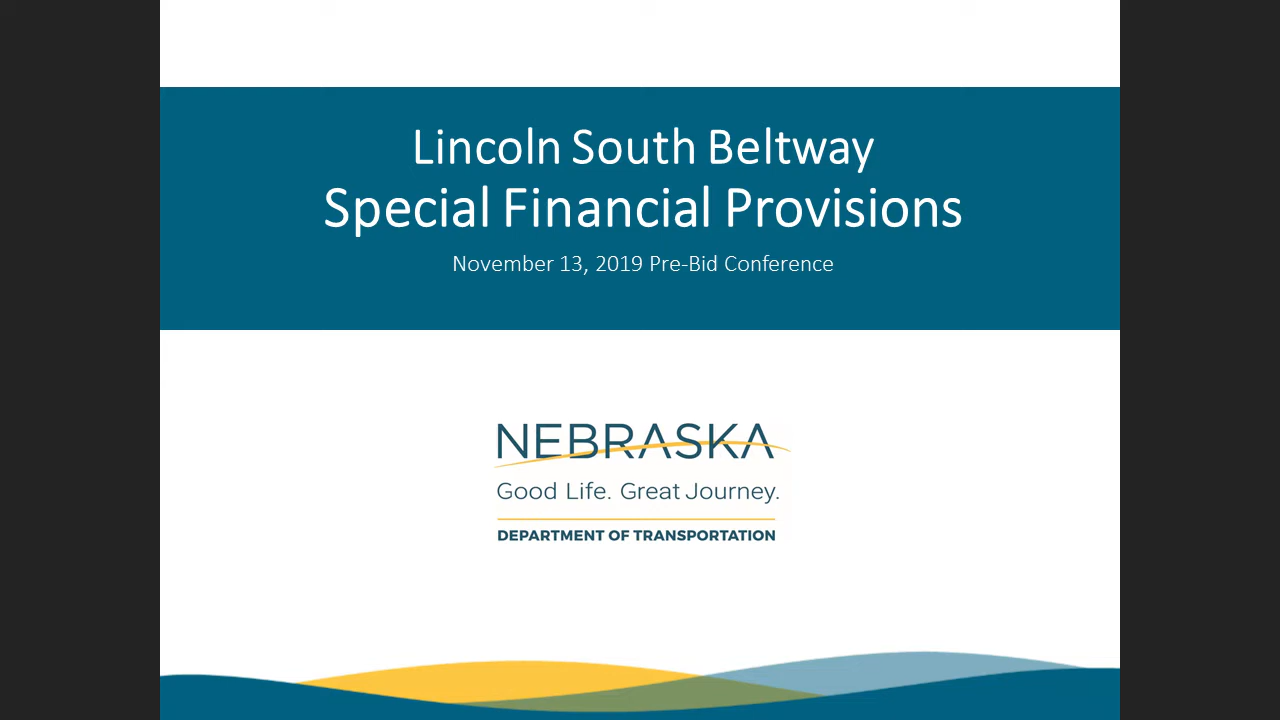 Lincoln South Beltway
Special Financial Provisions
November 13, 2019 Pre-Bid Conference
NEBRASKA
Good Life. Great Journey.
DEPARTMENT OF TRANSPORTATION